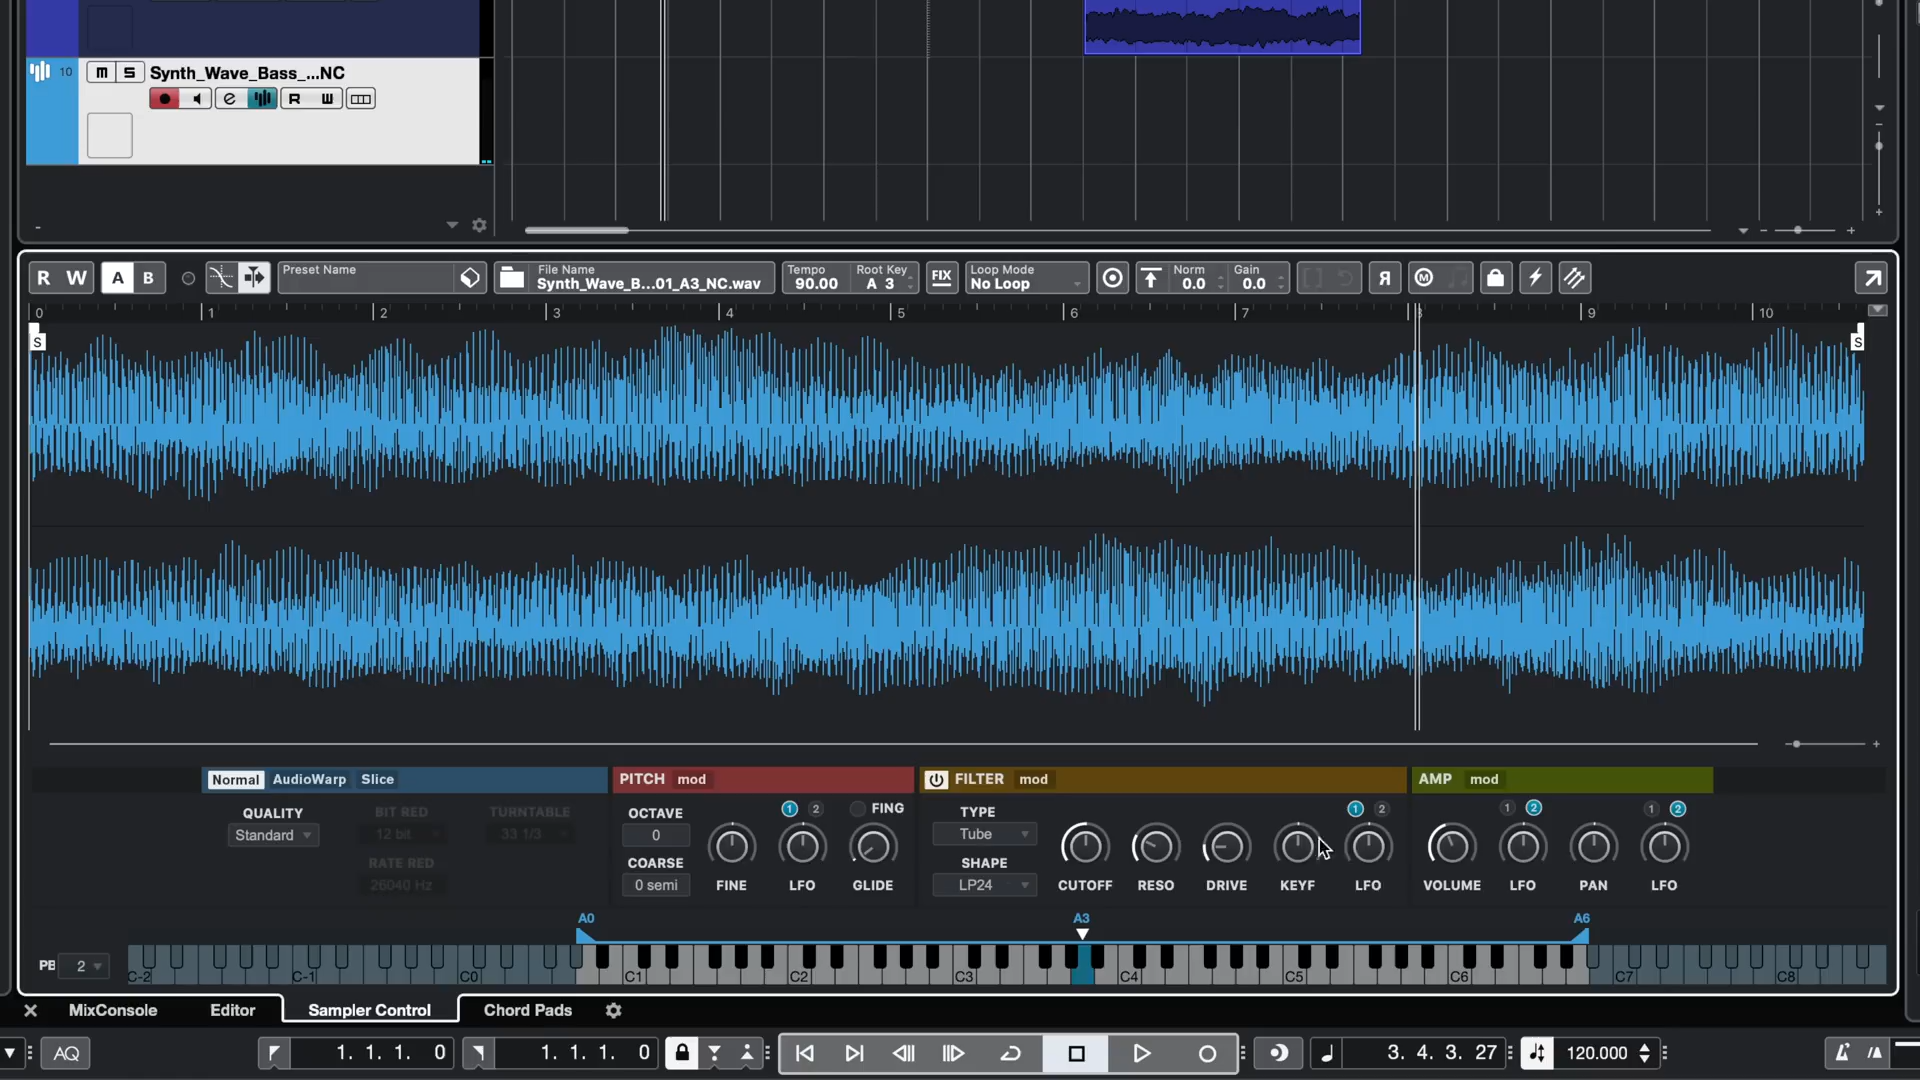 10 M S Synth_Wave_Bass_...NC
e R W
R W A B Preset Name File Name Synth_Wave_B...01_A3_NC.wav Tempo 90.00 Root Key A 3 FIX Loop Mode No Loop Norm 0.0 Gain 0.0 R M
0 1 2 3 4 5 6 7 8 9 10
S S
Normal AudioWarp Slice PITCH mod FILTER mod AMP mod
QUALITY BIT RED TURNTABLE OCTAVE 1 2 FING TYPE 1 2 1 2 1 2
Standard 12 bit 33 1/3 0 Tube
RATE RED COARSE SHAPE
26040 Hz 0 semi FINE LFO GLIDE LP24 CUTOFF RESO DRIVE KEYF LFO VOLUME LFO PAN LFO
A0 A3 A6
PB 2 C-2 C-1 C0 C1 C2 C3 C4 C5 C6 C7 C8
MixConsole Editor Sampler Control Chord Pads
AQ 1. 1. 1. 0 1. 1. 1. 0 3. 4. 3. 27 120.000